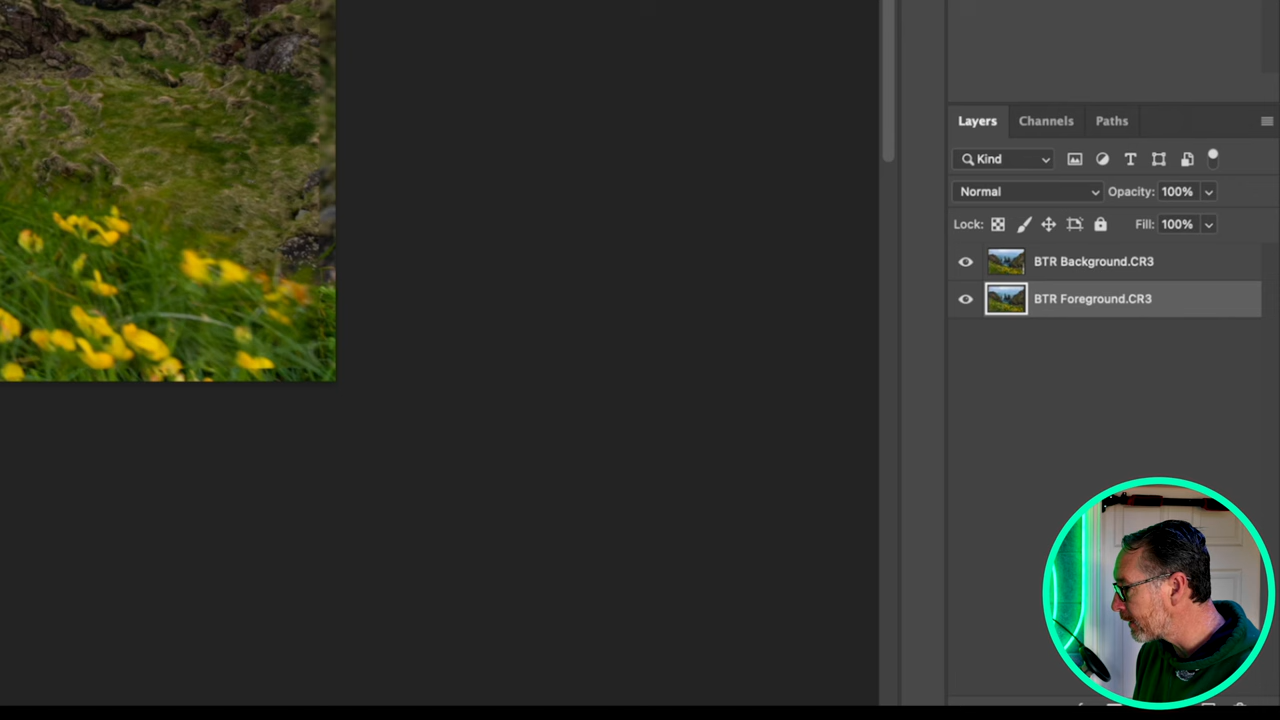 Layers Channels Paths
Kind
Normal Opacity: 100%
Lock: Fill: 100%
BTR Background.CR3
BTR Foreground.CR3